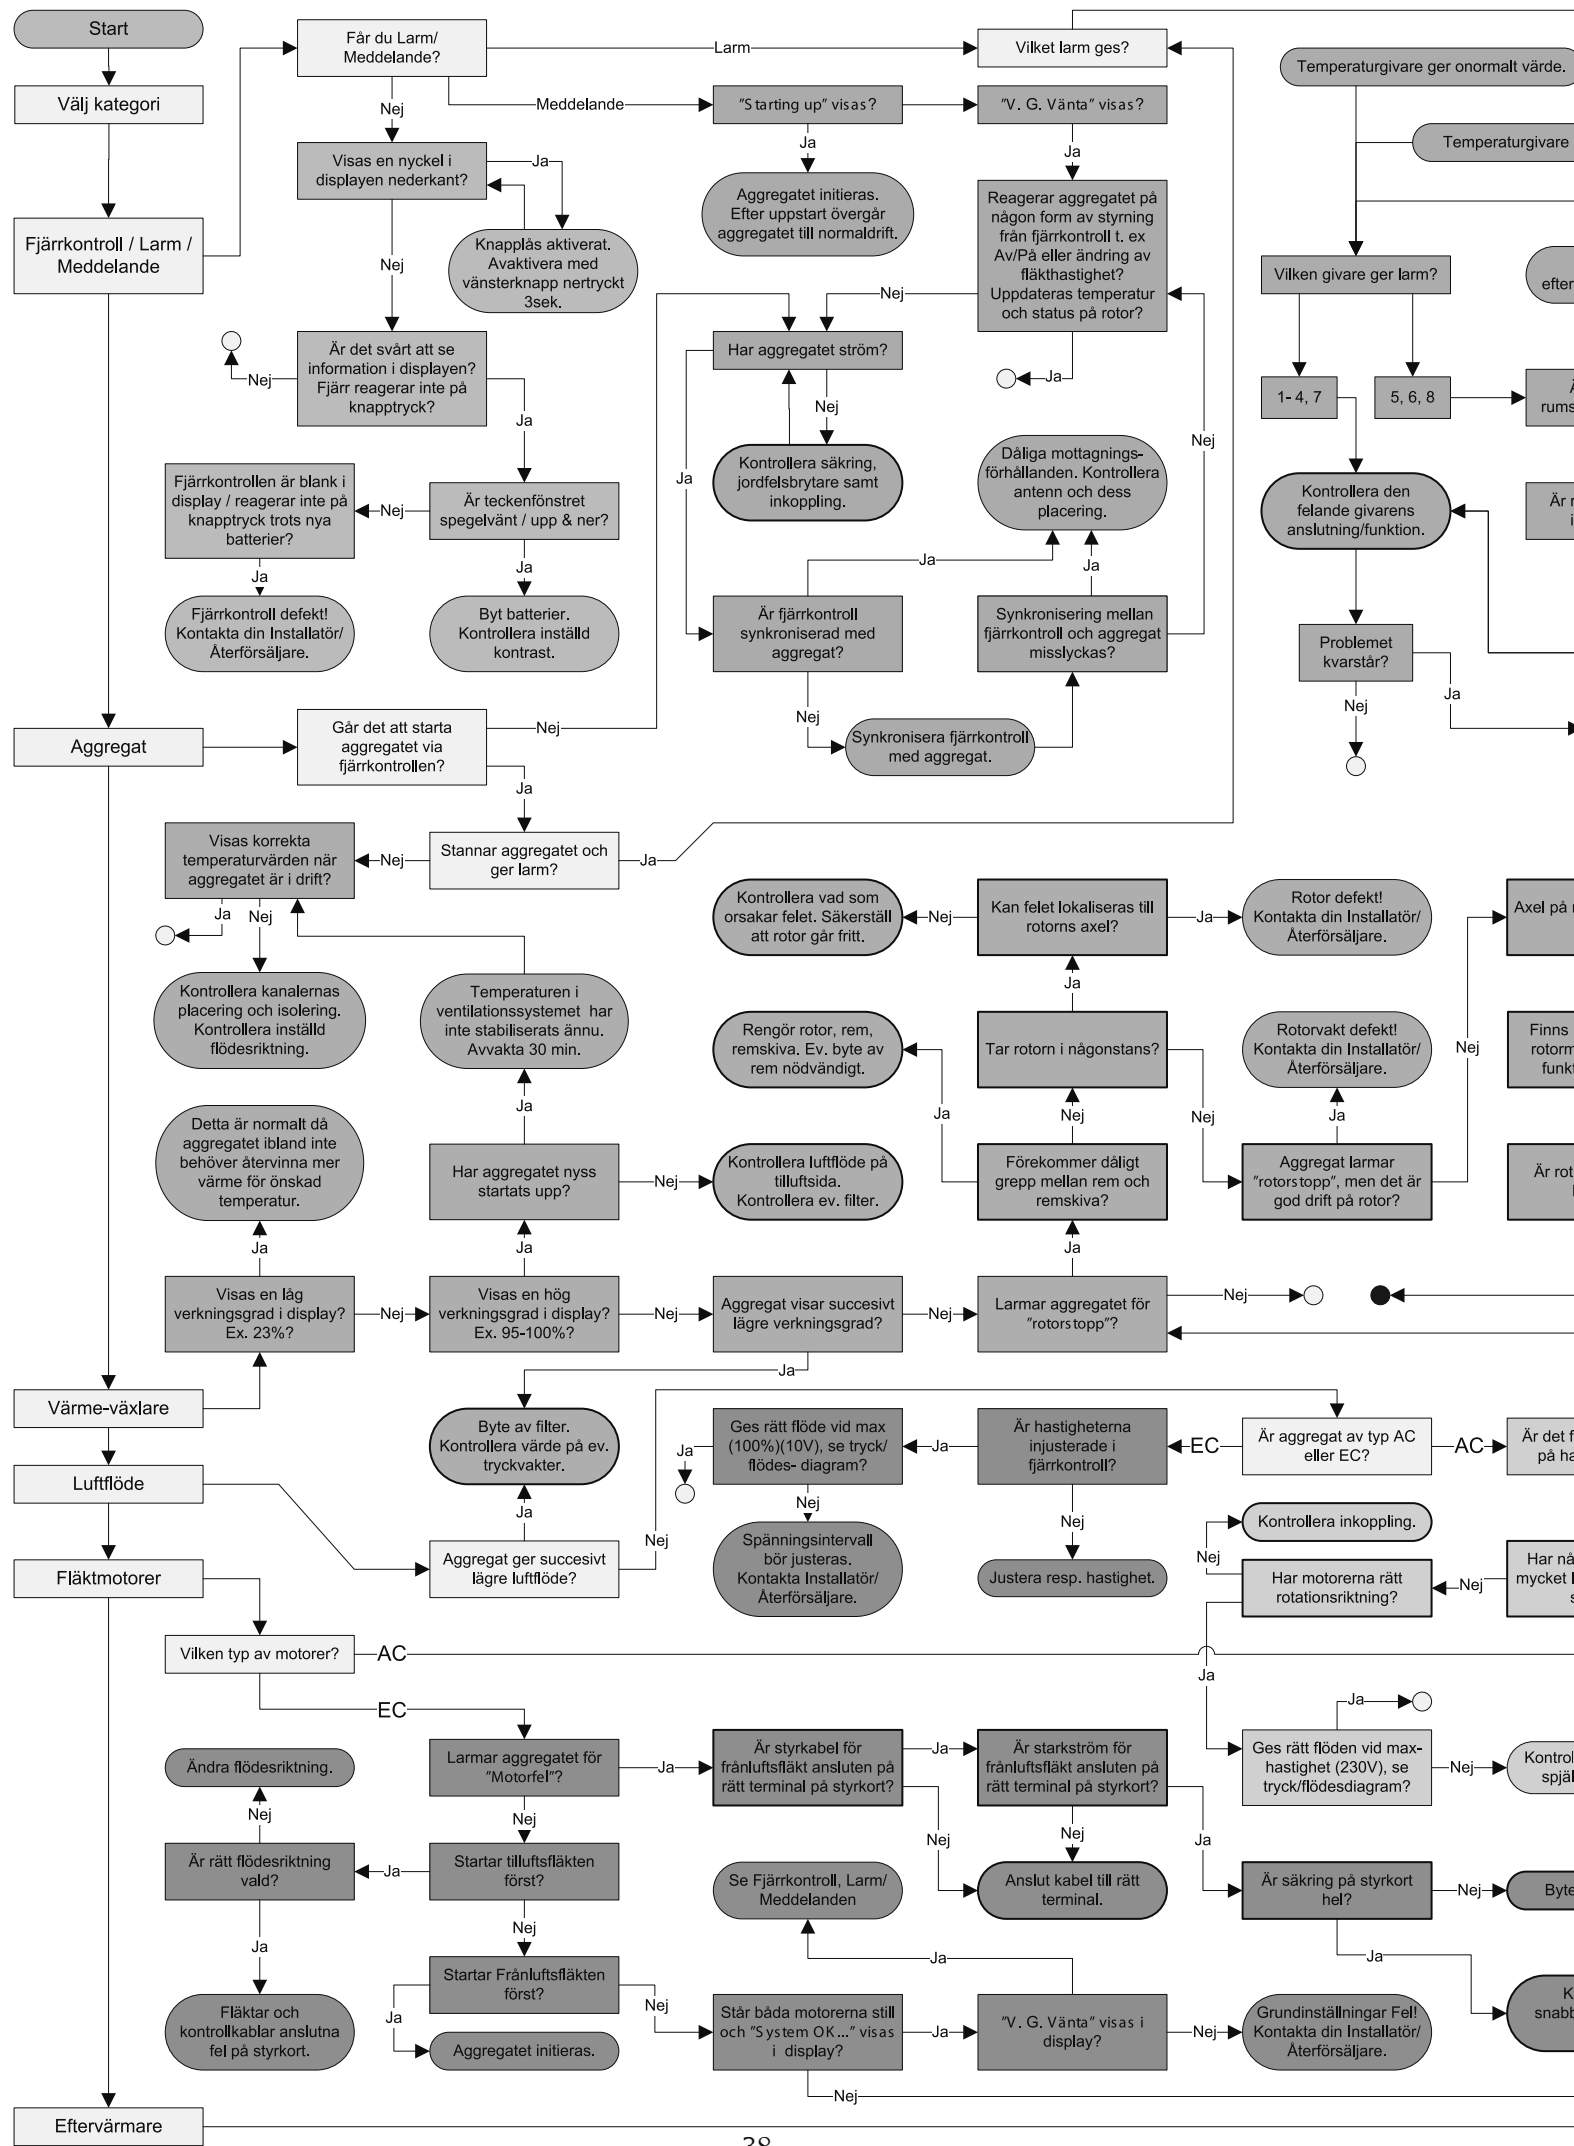 Start
Välj kategori
Fjärrkontroll / Larm /
Meddelande
Får du Larm/
Meddelande?
Larm
Vilket larm ges?
Nej
Meddelande
"Starting up" visas?
"V. G. Vänta" visas?
Ja
Aggregatet initieras.
Efter uppstart övergår
aggregatet till normaldrift.
Ja
Visas en nyckel i
displayen nederkant?
Ja
Knapplås aktiverat.
Avaktivera med
vänsterknapp nertryckt
3sek.
Nej
Reagerar aggregatet på
någon form av styrning
från fjärrkontroll t. ex
Av/På eller ändring av
fläkthastighet?
Uppdateras temperatur
och status på rotor?
Nej
Ja
Är det svårt att se
information i displayen?
Fjärr reagerar inte på
knapptryck?
Nej
Ja
Har aggregatet ström?
Nej
Ja
Kontrollera säkring,
jordfelsbrytare samt
inkoppling.
Dåliga mottagnings-
förhållanden. Kontrollera
antenn och dess
placering.
Nej
Fjärrkontrollen är blank i
display / reagerar inte på
knapptryck trots nya
batterier?
Nej
Är teckenfönstret
spegelvänt / upp & ner?
Ja
Ja
Fjärrkontroll defekt!
Kontakta din Installatör/
Återförsäljare.
Byt batterier.
Kontrollera inställd
kontrast.
Ja
Ja
Är fjärrkontroll
synkroniserad med
aggregat?
Synkronisering mellan
fjärrkontroll och aggregat
misslyckas?
Nej
Synkronisera fjärrkontroll
med aggregat.
Temperaturgivare ger onormalt värde.
Temperaturgivare
Vilken givare ger larm?
efter
1- 4, 7
5, 6, 8
rums
Kontrollera den
felande givarens
anslutning/funktion.
Är
Problemet
kvarstår?
Ja
Nej
Aggregat
Går det att starta
aggregatet via
fjärrkontrollen?
Nej
Ja
Stannar aggregatet och
ger larm?
Ja
Nej
Visas korrekta
temperaturvärden när
aggregatet är i drift?
Ja
Nej
Kontrollera kanalernas
placering och isolering.
Kontrollera inställd
flödesriktning.
Temperaturen i
ventilationssystemet har
inte stabiliserats ännu.
Avvakta 30 min.
Ja
Kontrollera vad som
orsakar felet. Säkerställ
att rotor går fritt.
Nej
Kan felet lokaliseras till
rotorns axel?
Ja
Rotor defekt!
Kontakta din Installatör/
Återförsäljare.
Axel på
Ja
Rengör rotor, rem,
remskiva. Ev. byte av
rem nödvändigt.
Tar rotorn i någonstans?
Rotorvakt defekt!
Kontakta din Installatör/
Återförsäljare.
Nej
Finns
Ja
Nej
Nej
Ja
Detta är normalt då
aggregatet ibland inte
behöver återvinna mer
värme för önskad
temperatur.
Har aggregatet nyss
startats upp?
Nej
Kontrollera luftflöde på
tilluftsida.
Kontrollera ev. filter.
Förekommer dåligt
grepp mellan rem och
remskiva?
Aggregat larmar
"rotorstopp", men det är
god drift på rotor?
Är
Ja
Ja
Ja
Visas en låg
verkningsgrad i display?
Ex. 23%?
Nej
Visas en hög
verkningsgrad i display?
Ex. 95-100%?
Nej
Aggregat visar succesivt
lägre verkningsgrad?
Nej
Larmar aggregatet för
"rotorstopp"?
Nej
Ja
Värme-växlare
Byte av filter.
Kontrollera värde på ev.
tryckvakter.
Ja
Ges rätt flöde vid max
(100%)(10V), se tryck/
flödes- diagram?
Ja
Är hastigheterna
injusterade i
fjärrkontroll?
EC
Är aggregat av typ AC
eller EC?
AC
Är det
på
Luftflöde
Ja
Nej
Nej
Nej
Aggregat ger succesivt
lägre luftflöde?
Spänningsintervall
bör justeras.
Kontakta Installatör/
Återförsäljare.
Justera resp. hastighet.
Kontrollera inkoppling.
Nej
Har motorerna rätt
rotationsriktning?
Nej
Har
mycket
Fläktmotorer
Vilken typ av motorer?
AC
EC
Ja
Ja
Ändra flödesriktning.
Larmar aggregatet för
"Motorfel"?
Ja
Är styrkabel för
frånluftsfläkt ansluten på
rätt terminal på styrkort?
Ja
Är starkström för
frånluftsfläkt ansluten på
rätt terminal på styrkort?
Ges rätt flöden vid max-
hastighet (230V), se
tryck/flödesdiagram?
Nej
Nej
Nej
Nej
Nej
Ja
Är rätt flödesriktning
vald?
Ja
Startar tilluftsfläkten
först?
Se Fjärrkontroll, Larm/
Meddelanden
Anslut kabel till rätt
terminal.
Är säkring på styrkort
hel?
Nej
Byte
Ja
Nej
Ja
Ja
Startar Frånluftsfläkten
först?
Ja
Nej
Fläktar och
kontrollkablar anslutna
fel på styrkort.
Aggregatet initieras.
Står båda motorerna still
och "System OK..." visas
i display?
Ja
"V. G. Vänta" visas i
display?
Nej
Grundinställningar Fel!
Kontakta din Installatör/
Återförsäljare.
Nej
Eftervärmare